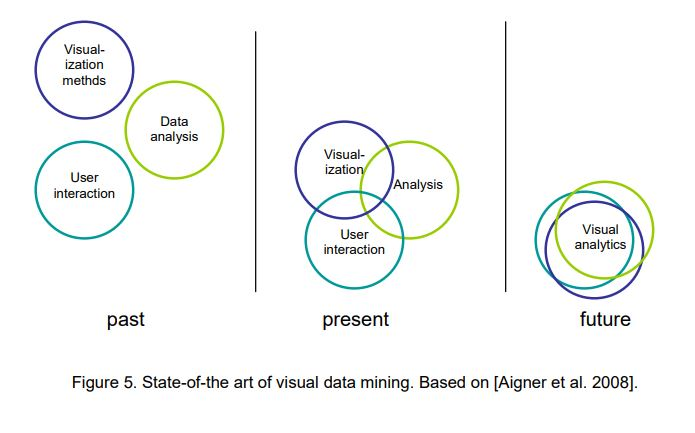 Visual-
ization
methds
Data
analysis
User
interaction
past
Visual-
ization
Analysis
User
interaction
present
Visual
analytics
future
Figure 5. State-of-the art of visual data mining. Based on [Aigner et al. 2008].